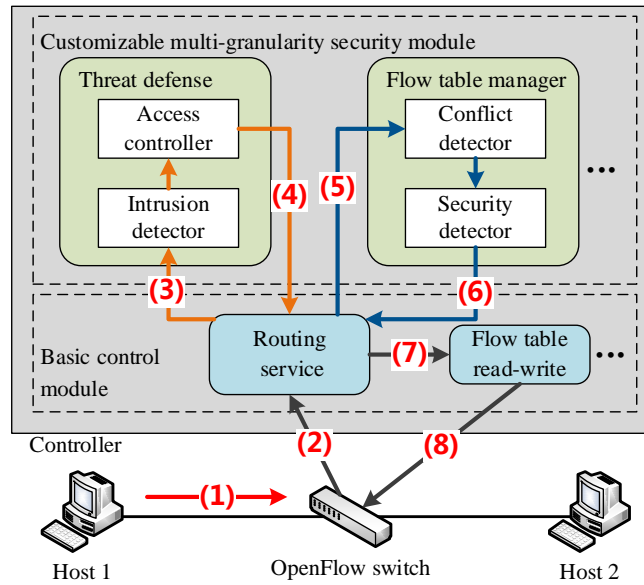 Customizable multi-granularity security module
Threat defense
Flow table manager
Access
controller
Conflict
detector
(4)
(5)
...
Intrusion
detector
Security
detector
(3)
(6)
Basic control
module
Routing
service
(7)
Flow table
read-write
...
(2)
(8)
Controller
(1)
Host 1
OpenFlow switch
Host 2